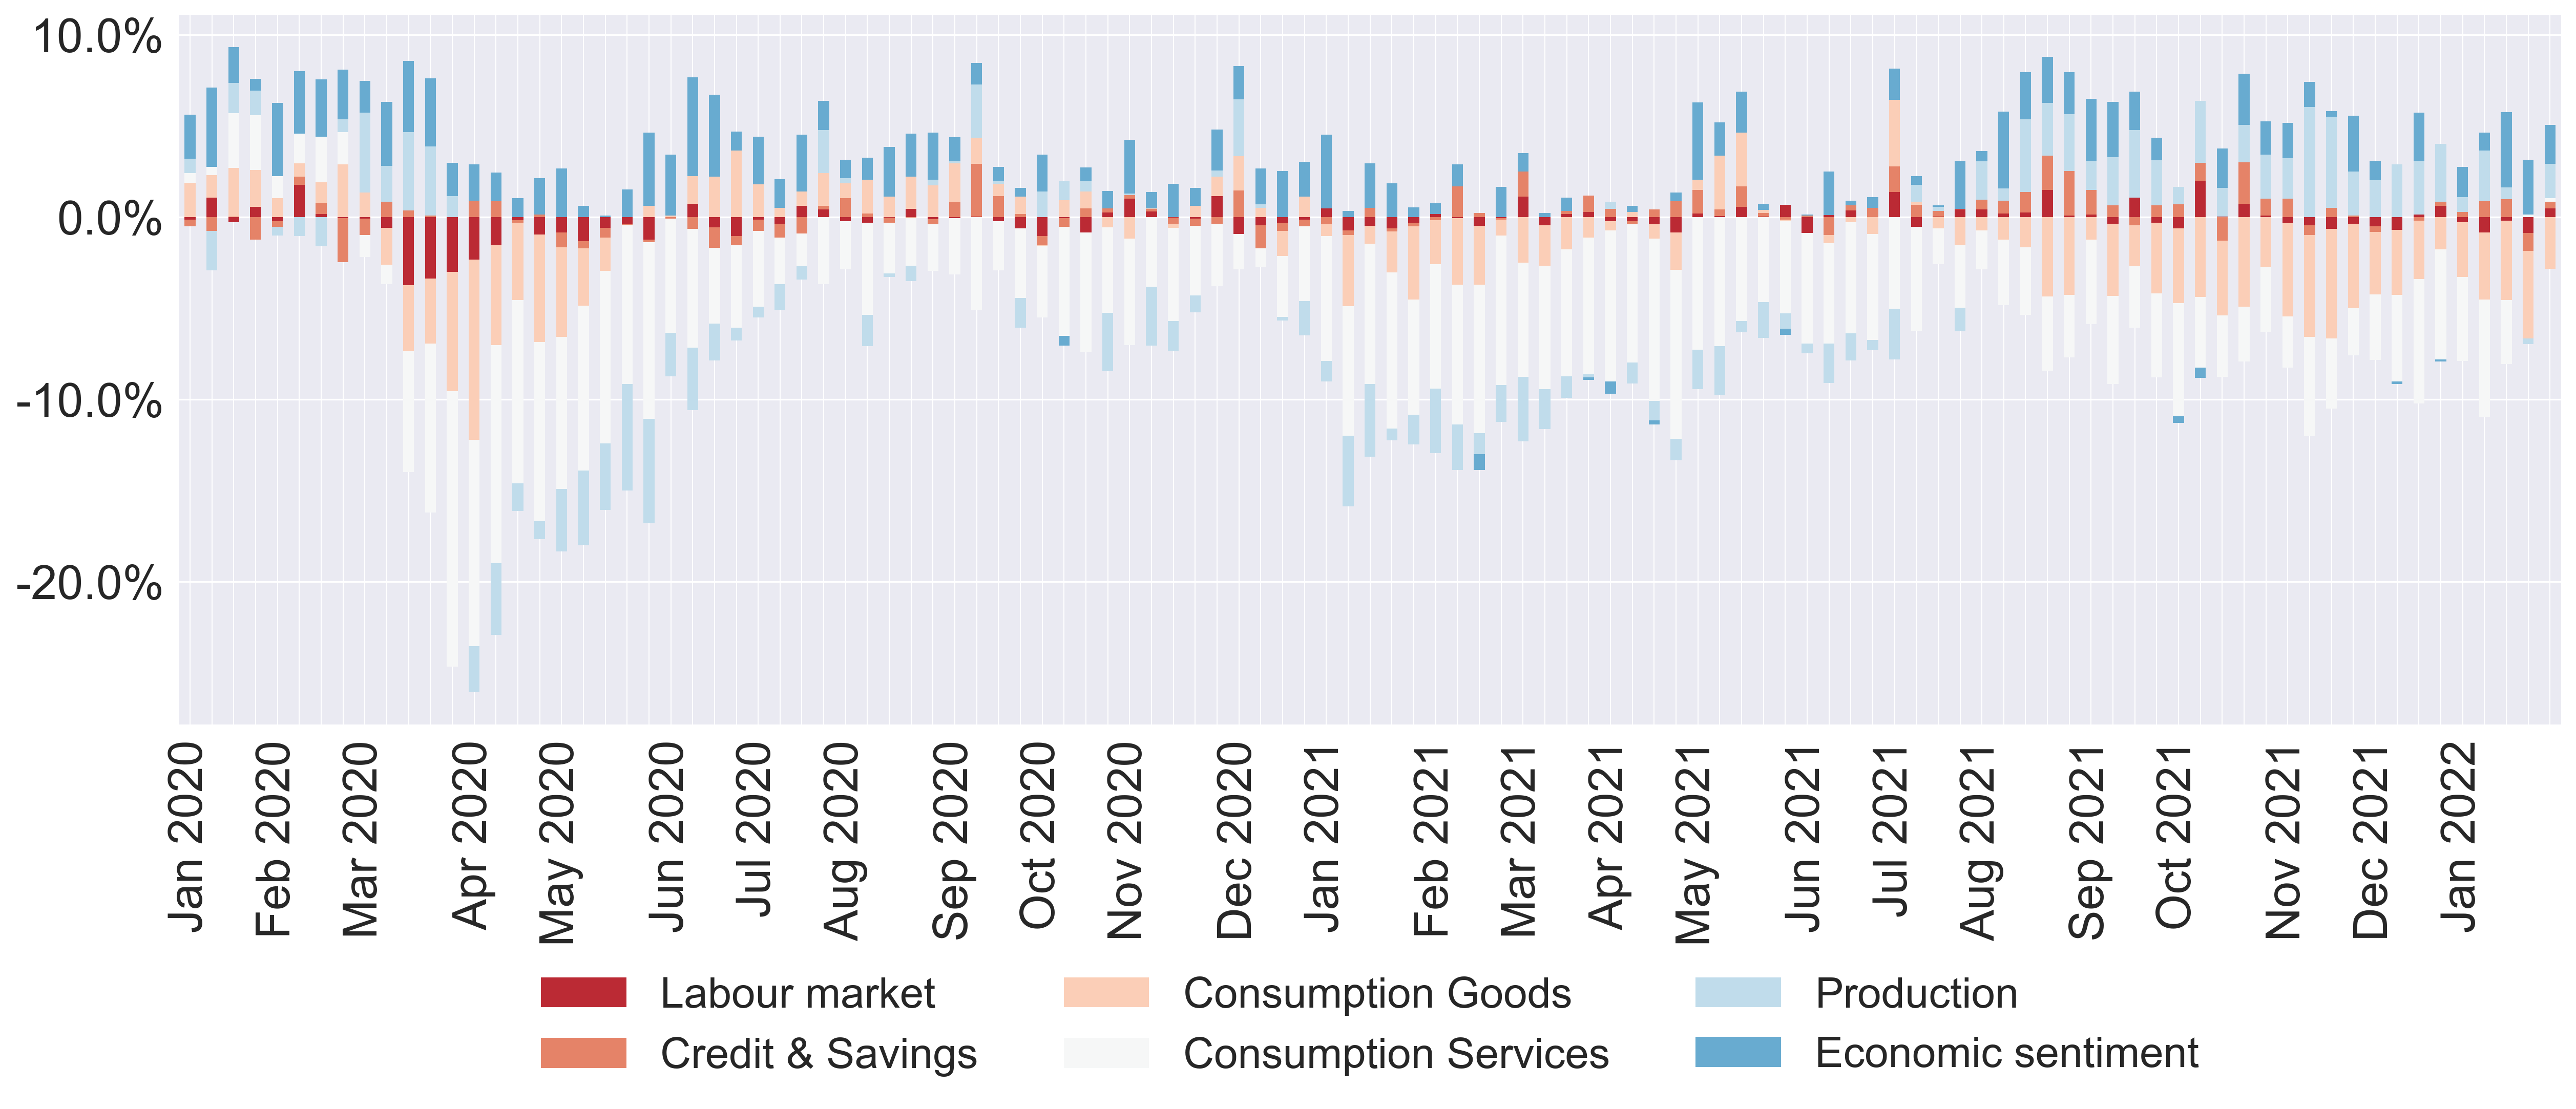 10.0%
0.0%
-10.0%
-20.0%
Jan 2020
Feb 2020
Mar 2020
Apr 2020
May 2020
Jun 2020
Jul 2020
Aug 2020
Sep 2020
Oct 2020
Nov 2020
Dec 2020
Jan 2021
Feb 2021
Mar 2021
Apr 2021
May 2021
Jun 2021
Jul 2021
Aug 2021
Sep 2021
Oct 2021
Nov 2021
Dec 2021
Jan 2022
Labour market
Consumption Goods
Production
Credit & Savings
Consumption Services
Economic sentiment